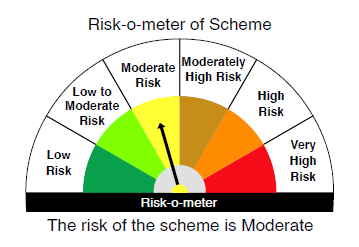 Risk-o-meter of Scheme
Low
Risk
Low to
Moderate
Risk
Moderate
Risk
Moderately
High Risk
High
Risk
Very
High
Risk
Risk-o-meter
The risk of the scheme is Moderate